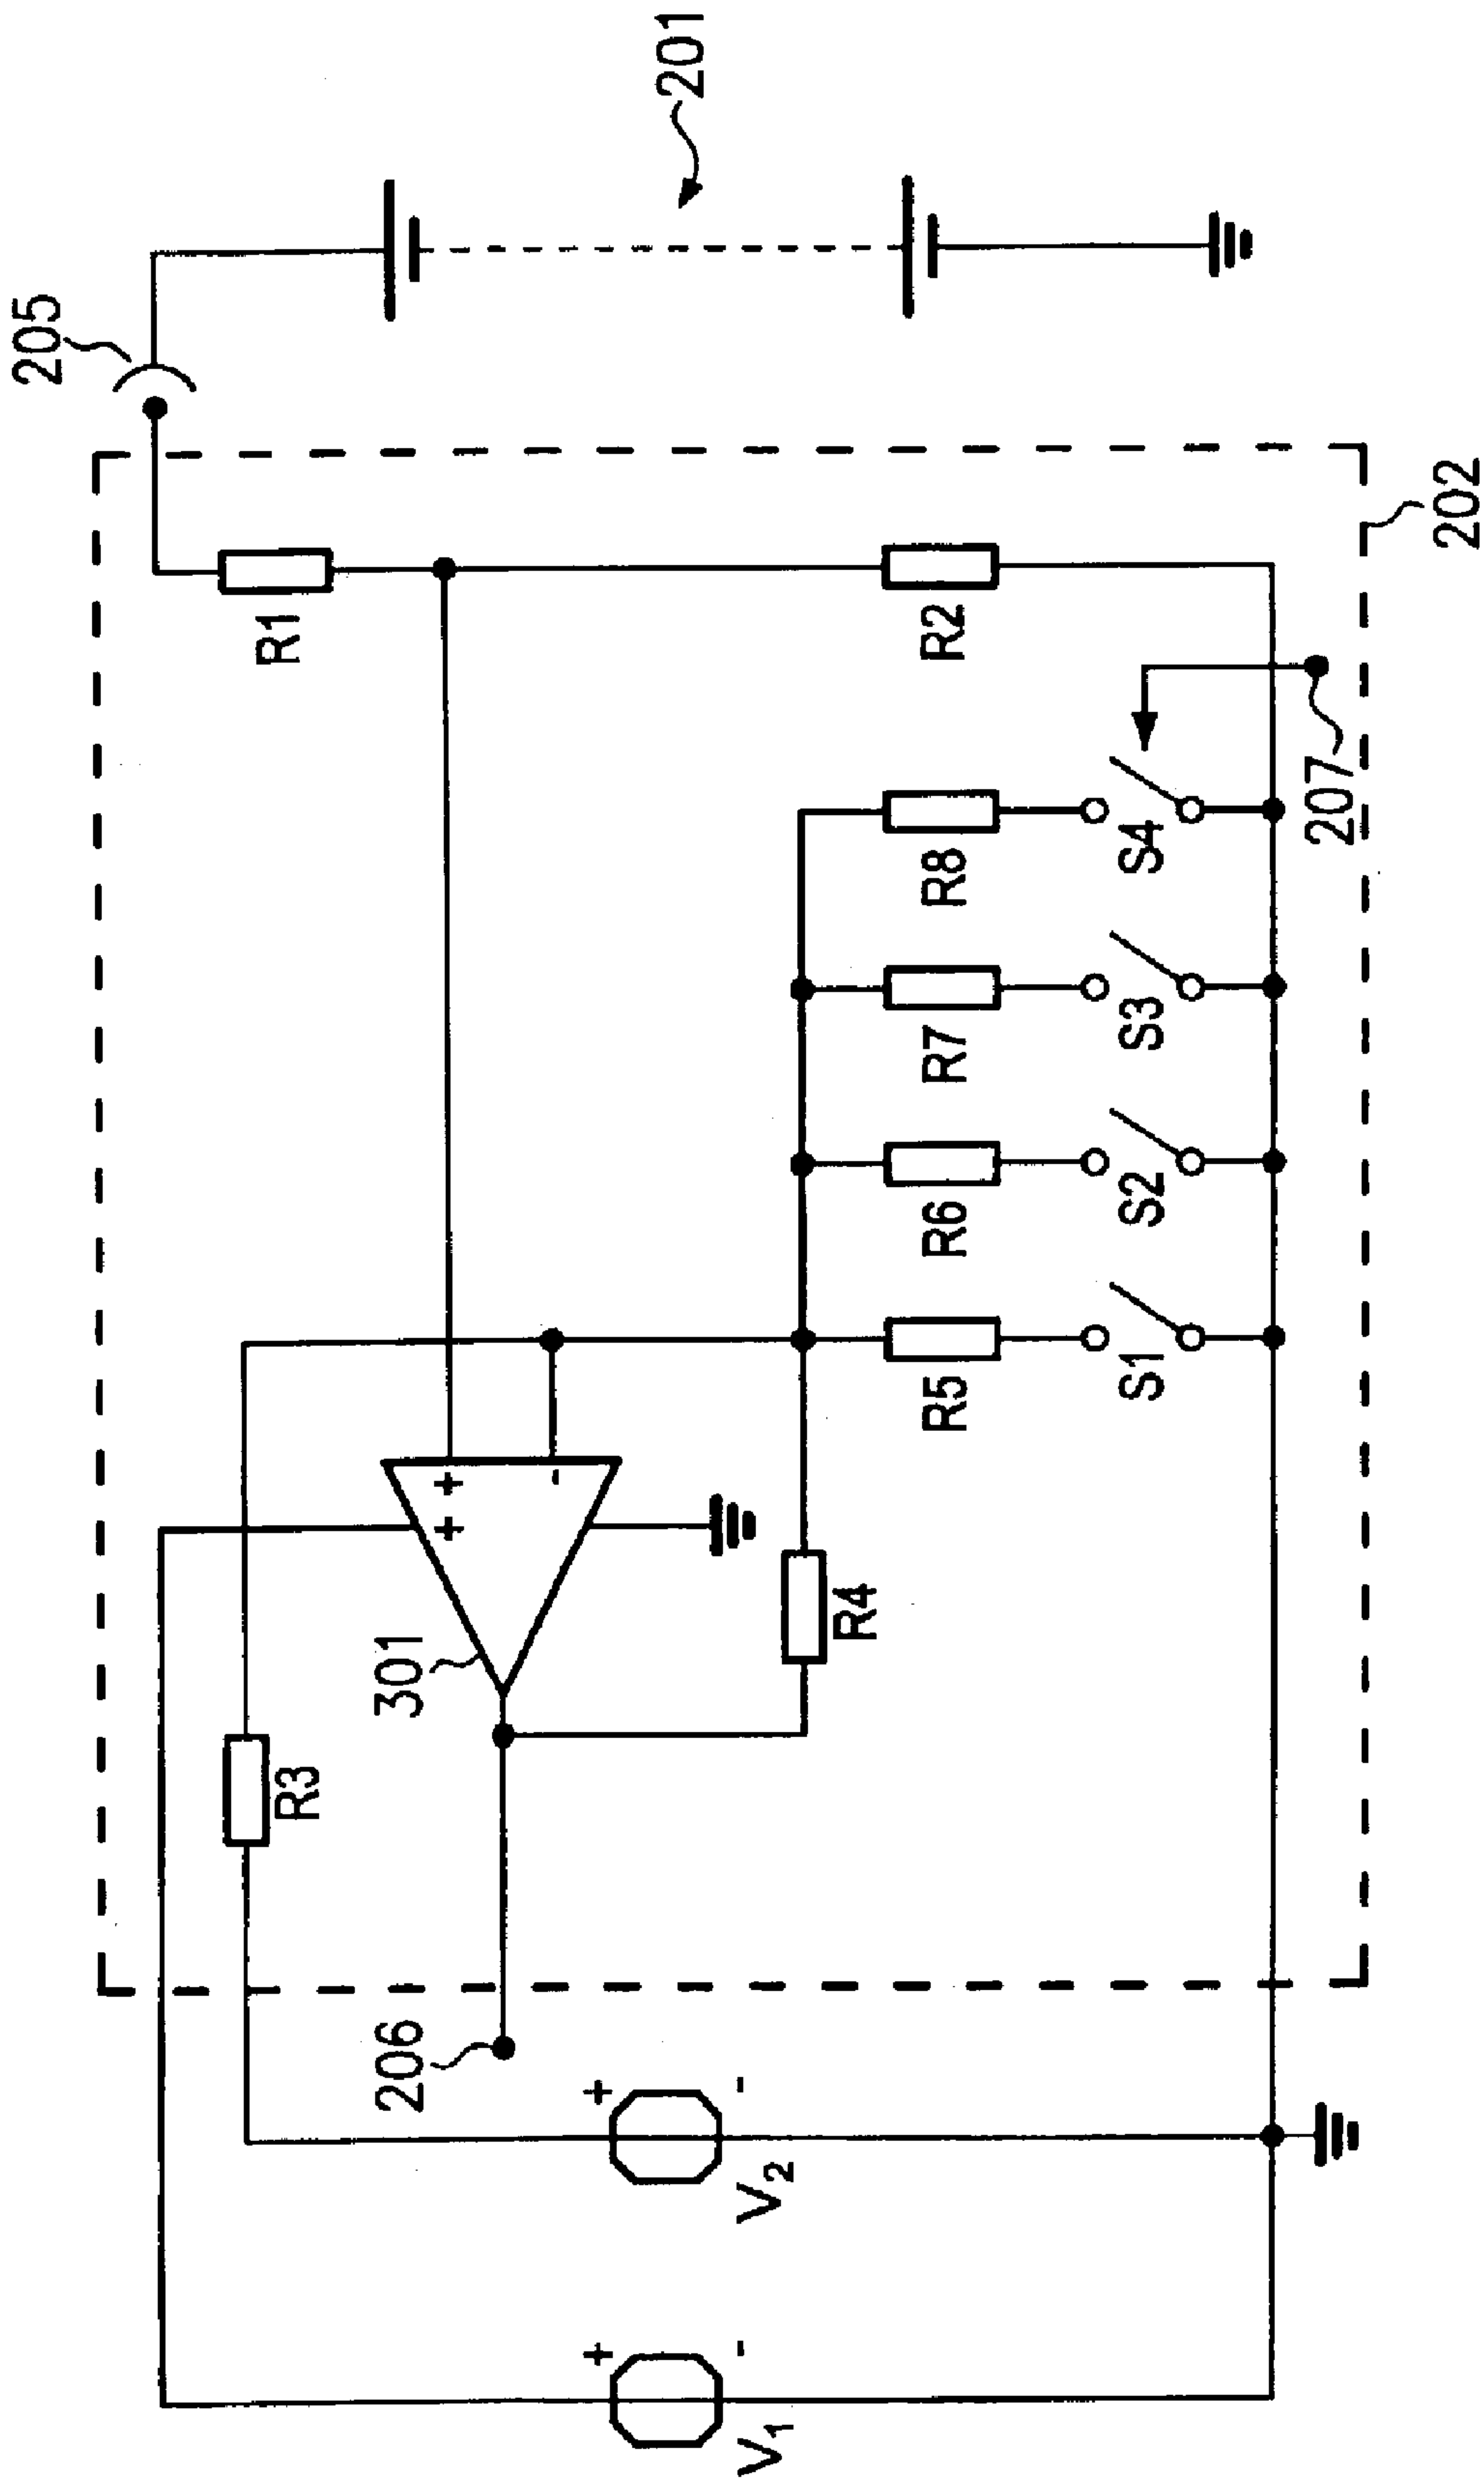 201
205
202
R1
R2
207
R8
S4
R7
S3
R6
S2
R5
S1
+
+
-
301
R4
R3
206
+
-
V2
+
-
V1